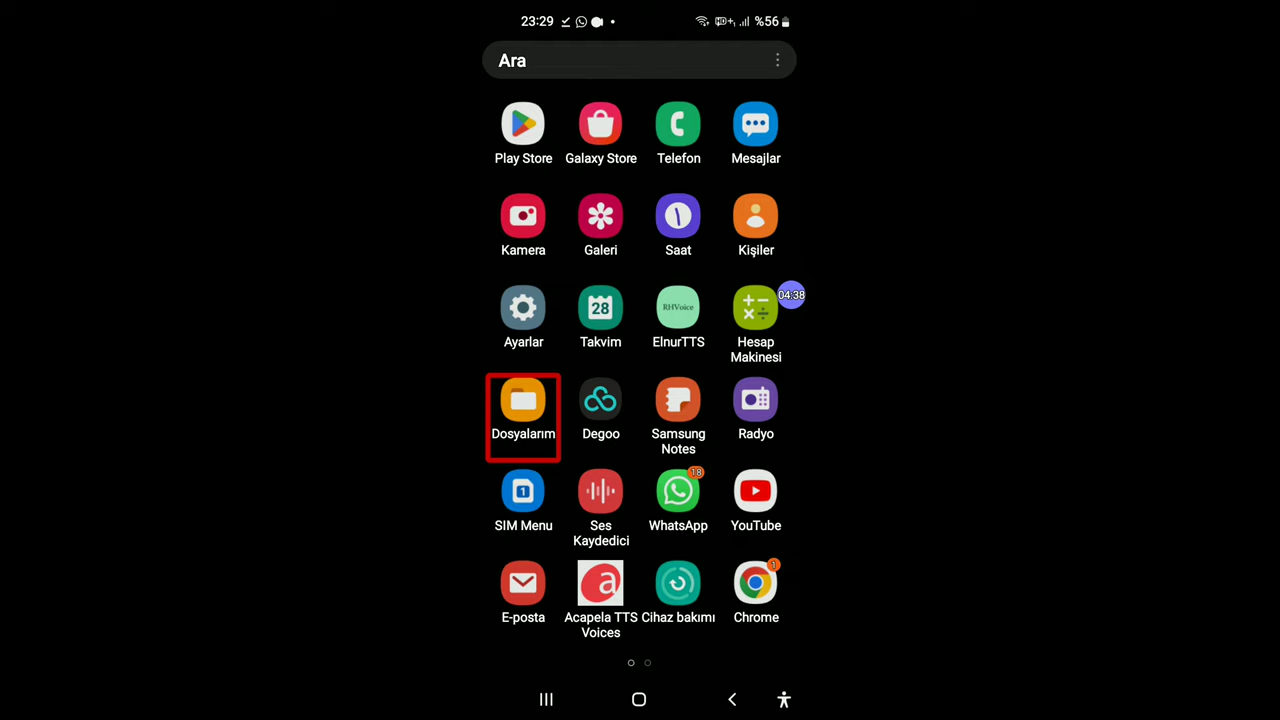 23:29 %56
Ara
Play Store Galaxy Store Telefon Mesajlar
Kamera Galeri Saat Kişiler
28 RHVoice 04:38
Ayarlar Takvim ElnurTTS Hesap
Makinesi
Dosyalarım Degoo Samsung Radyo
Notes
1 18
SIM Menu Ses WhatsApp YouTube
Kaydedici
a 1
E-posta Acapela TTS Cihaz bakımı Chrome
Voices